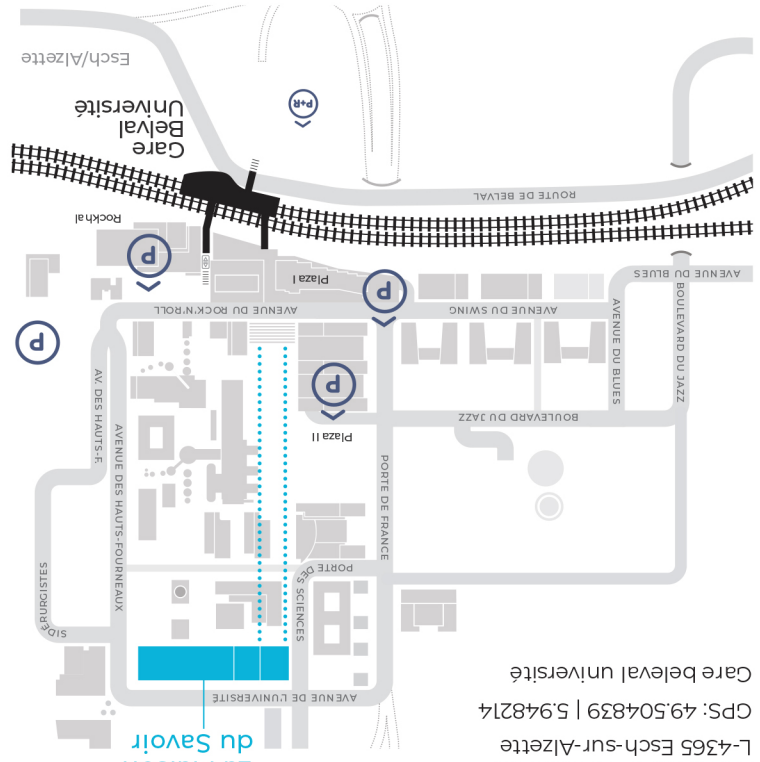 L-4365 Esch-sur-Alzette
GPS: 49.504839 | 5.948214
Gare beleval université
du Savoir
AVENUE DE L'UNIVERSITÉ
SIDÉRURGISTES
PORTE DES SCIENCES
AVENUE DES HAUTS-FOURNEAUX
PORTE DE FRANCE
Plaza II
BOULEVARD DU JAZZ
AV. DES HAUTS-F.
P
P
AVENUE DU BLUES
BOULEVARD DU JAZZ
AVENUE DU SWING
AVENUE DU ROCK'N'ROLL
P
P
Plaza I
AVENUE DU BLUES
Rockhal
ROUTE DE BELVAL
Gare
Belval
Université
P+R
Esch/Alzette